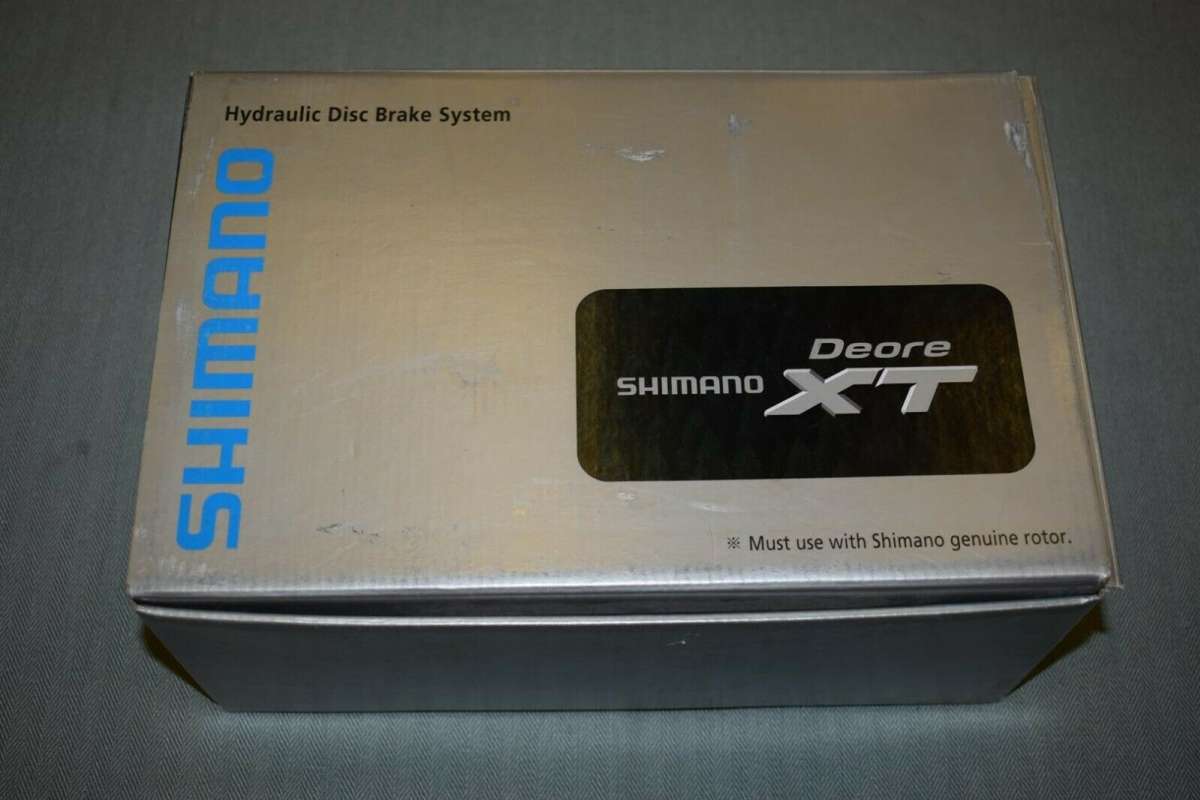 Hydraulic Disc Brake System
SHIMANO
Deore
SHIMANO XT
※ Must use with Shimano genuine rotor.